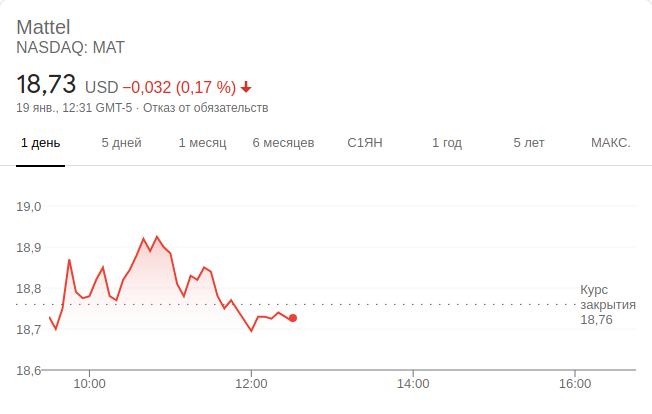 Mattel
NASDAQ: MAT
18,73 USD −0,032 (0,17 %)
19 янв., 12:31 GMT-5 · Отказ от обязательств
1 день 5 дней 1 месяц 6 месяцев С1ЯН 1 год 5 лет МАКС.
19,0
18,9
18,8
18,7
18,6
Курс
закрытия
18,76
10:00 12:00 14:00 16:00